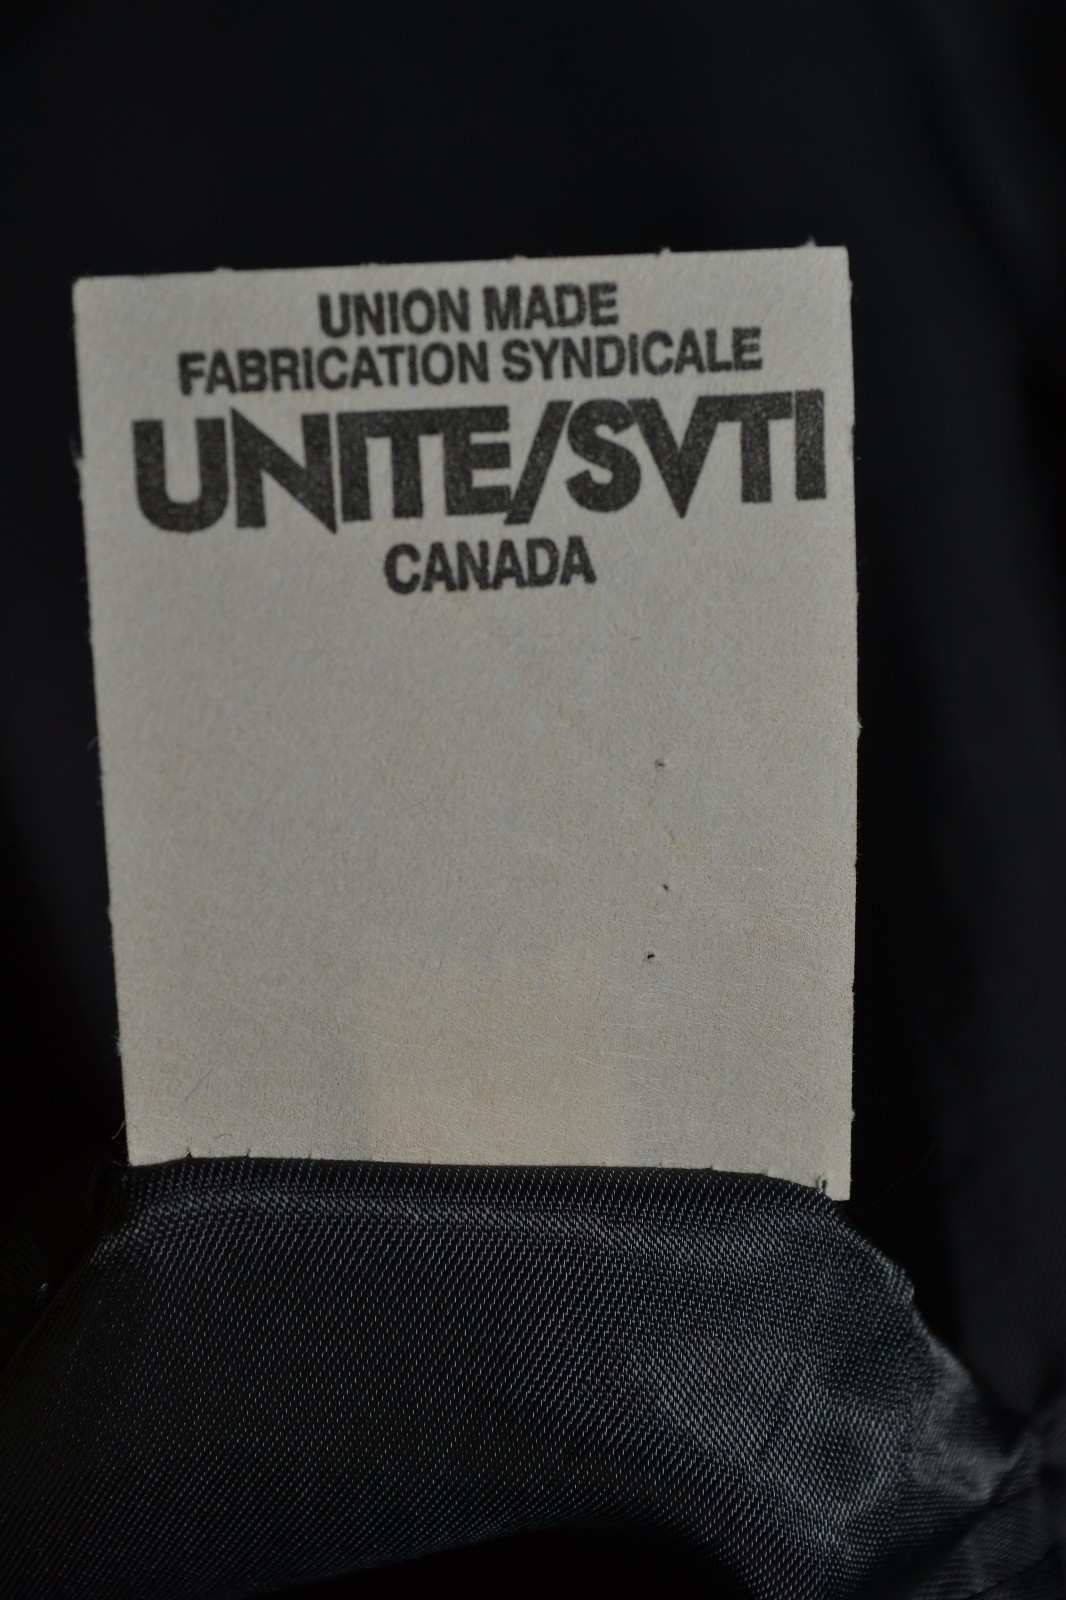 UNION MADE
FABRICATION SYNDICALE
UNITE/SVTI
CANADA